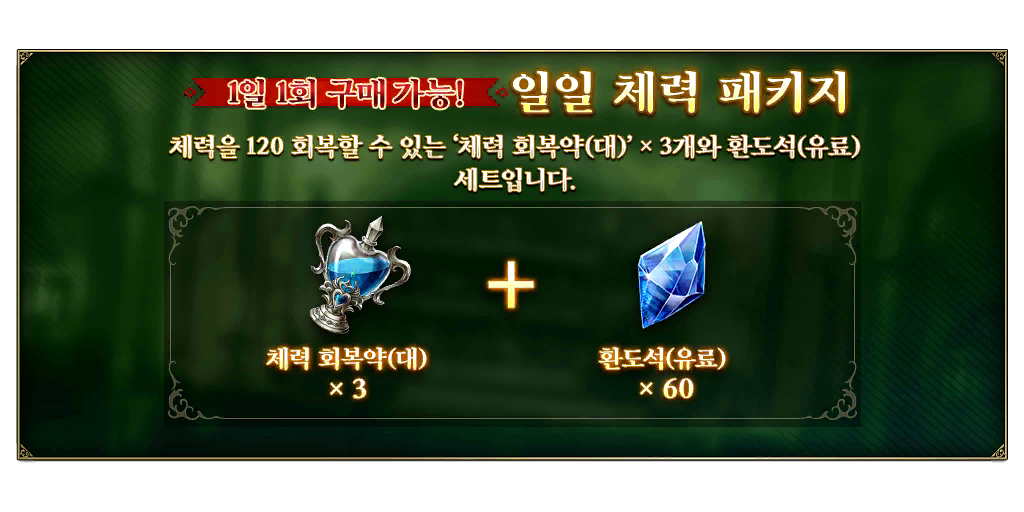 1일 1회 구매 가능! 일일 체력 패키지
체력을 120 회복할 수 있는 ‘체력 회복약(대)’ × 3개와 환도석(유료)
세트입니다.
+
체력 회복약(대) 환도석(유료)
× 3 × 60